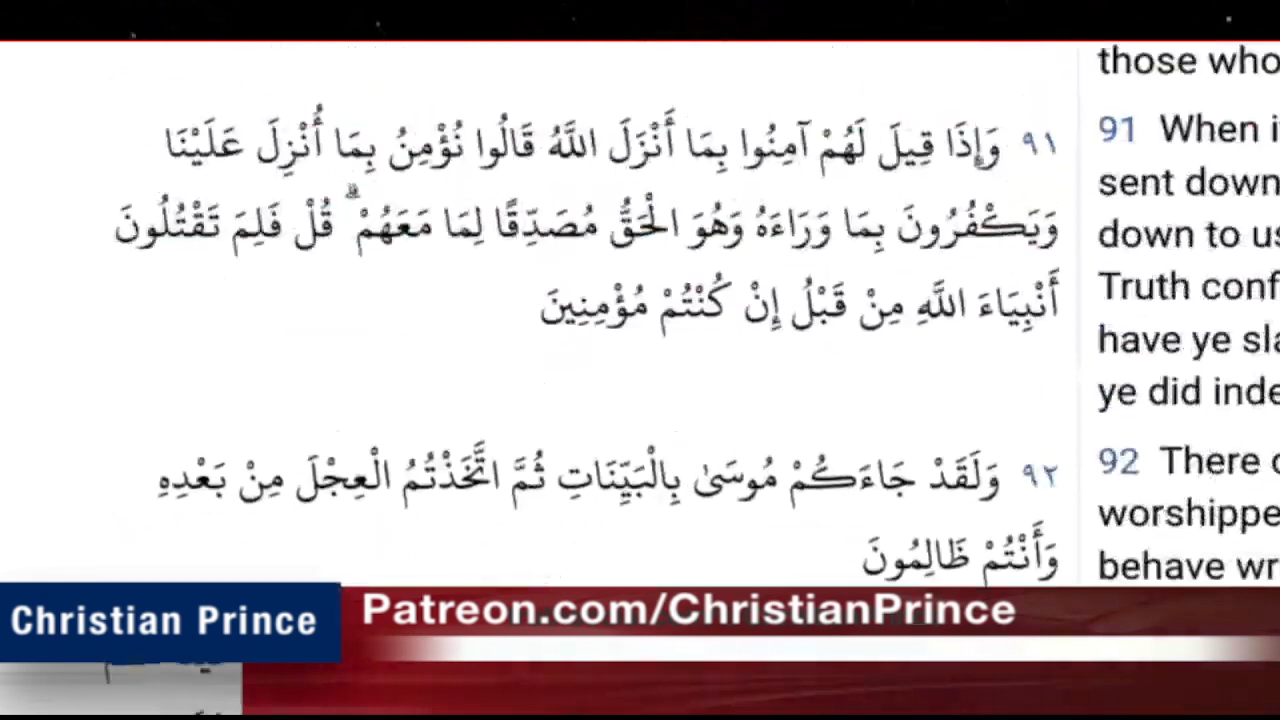 ٩١ وَإِذَا قِيلَ لَهُمْ آمِنُوا بِمَا أَنْزَلَ اللَّهُ قَالُوا نُؤْمِنُ بِمَا أُنْزِلَ عَلَيْنَا
وَيَكْفُرُونَ بِمَا وَرَاءَهُ وَهُوَ الْحَقُّ مُصَدِّقًا لِمَا مَعَهُمْ ۗ قُلْ فَلِمَ تَقْتُلُونَ
أَنْبِيَاءَ اللَّهِ مِنْ قَبْلُ إِنْ كُنْتُمْ مُؤْمِنِينَ
٩٢ وَلَقَدْ جَاءَكُمْ مُوسَىٰ بِالْبَيِّنَاتِ ثُمَّ اتَّخَذْتُمُ الْعِجْلَ مِنْ بَعْدِهِ
وَأَنْتُمْ ظَالِمُونَ
those who
91 When i
sent down
down to us
Truth conf
have ye sla
ye did inde
92 There c
worshippe
behave wr
Christian Prince
Patreon.com/ChristianPrince